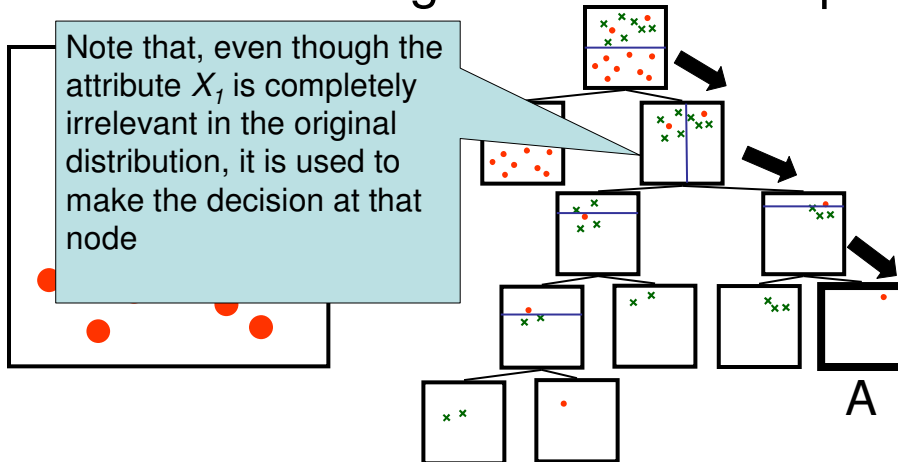 Note that, even though the
attribute X₁ is completely
irrelevant in the original
distribution, it is used to
make the decision at that
node
A